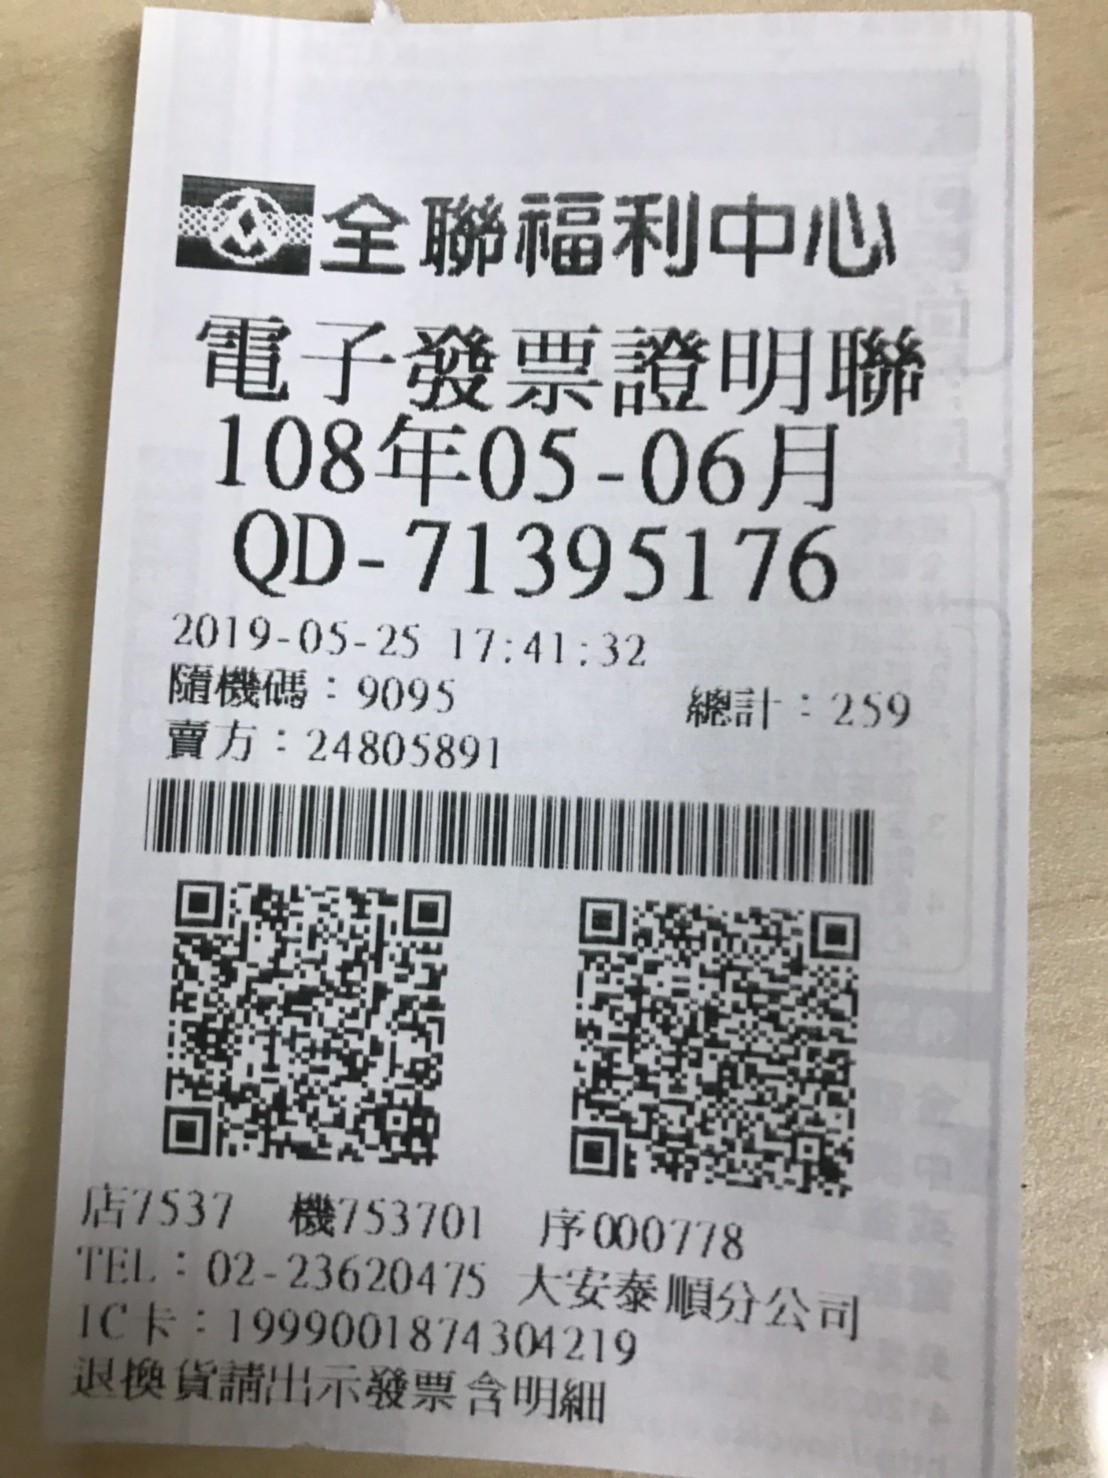 全聯福利中心
電子發票證明聯
108年05-06月
QD-71395176
2019-05-25 17:41:32
隨機碼：9095 總計：259
賣方：24805891
店7537 機753701 序000778
TEL：02-23620475 大安泰順分公司
IC卡：1999001874304219
退換貨請出示發票含明細